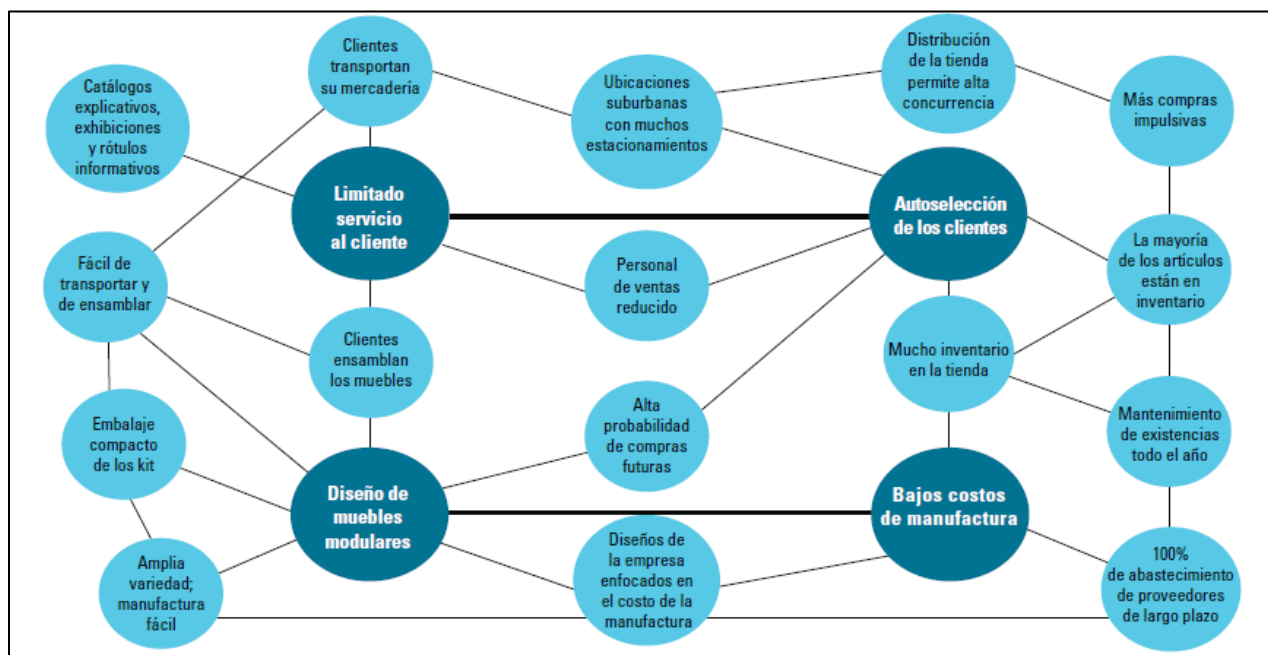 Clientes
transportan
su mercadería
Distribución
de la tienda
permite alta
concurrencia
Catálogos
explicativos,
exhibiciones
y rótulos
informativos
Ubicaciones
suburbanas
con muchos
estacionamientos
Más compras
impulsivas
Limitado
servicio
al cliente
Autoselección
de los clientes
Fácil de
transportar y
de ensamblar
Personal
de ventas
reducido
La mayoría
de los artículos
están en
inventario
Clientes
ensamblan
los muebles
Mucho inventario
en la tienda
Embalaje
compacto
de los kit
Alta
probabilidad
de compras
futuras
Mantenimiento
de existencias
todo el año
Diseño de
muebles
modulares
Bajos costos
de manufactura
Amplia
variedad;
manufactura
fácil
Diseños de
la empresa
enfocados en
el costo de la
manufactura
100%
de abastecimiento
de proveedores
de largo plazo